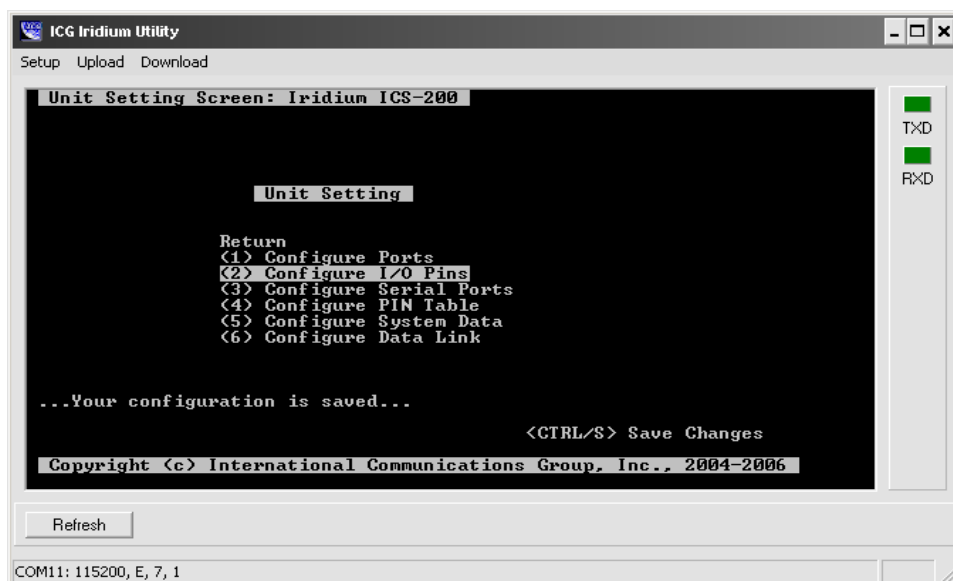 ICG Iridium Utility
Setup Upload Download
Unit Setting Screen: Iridium ICS-200
TXD
RXD
Unit Setting
Return
(1) Configure Ports
(2) Configure I/O Pins
(3) Configure Serial Ports
(4) Configure PIN Table
(5) Configure System Data
(6) Configure Data Link
...Your configuration is saved...
<CTRL/S> Save Changes
Copyright (c) International Communications Group, Inc., 2004-2006
Refresh
COM11: 115200, E, 7, 1